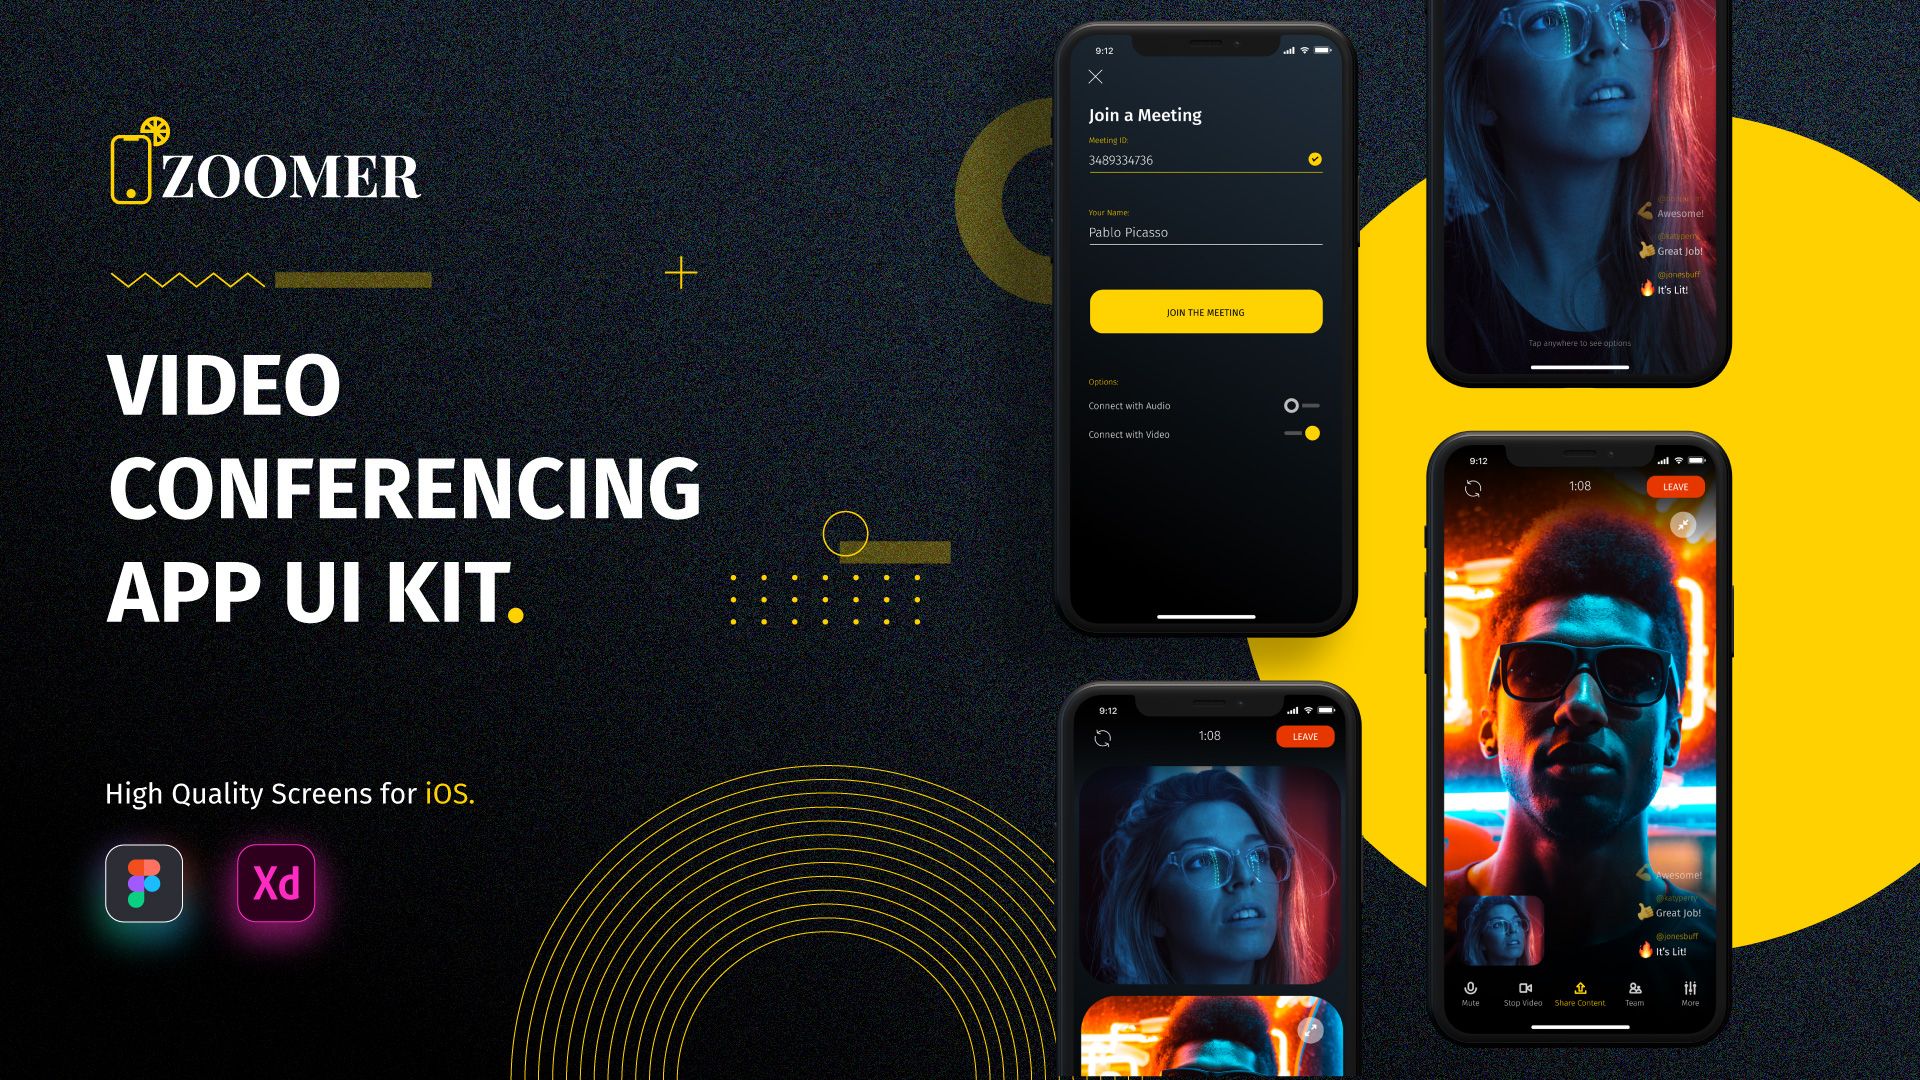 ZOOMER
VIDEO
CONFERENCING
APP UI KIT.
High Quality Screens for iOS.
Xd
9:12
Join a Meeting
Meeting ID:
3489334736
Your Name:
Pablo Picasso
JOIN THE MEETING
Options:
Connect with Audio
Connect with Video
Awesome!
@katyperry
Great Job!
@jonesbuff
It's Lit!
Tap anywhere to see options
9:12
1:08
LEAVE
9:12
1:08
LEAVE
Awesome!
@katyperry
Great Job!
@jonesbuff
It's Lit!
Mute
Stop Video
Share Content
Team
More